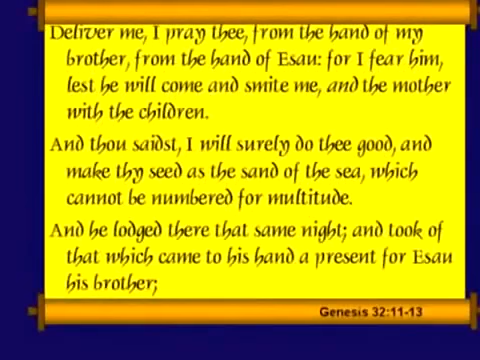 Deliver me, I pray thee, from the hand of my
brother, from the hand of Esau: for I fear him,
lest he will come and smite me, and the mother
with the children.
And thou saidst, I will surely do thee good, and
make thy seed as the sand of the sea, which
cannot be numbered for multitude.
And he lodged there that same night; and took of
that which came to his hand a present for Esau
his brother;
Genesis 32:11-13